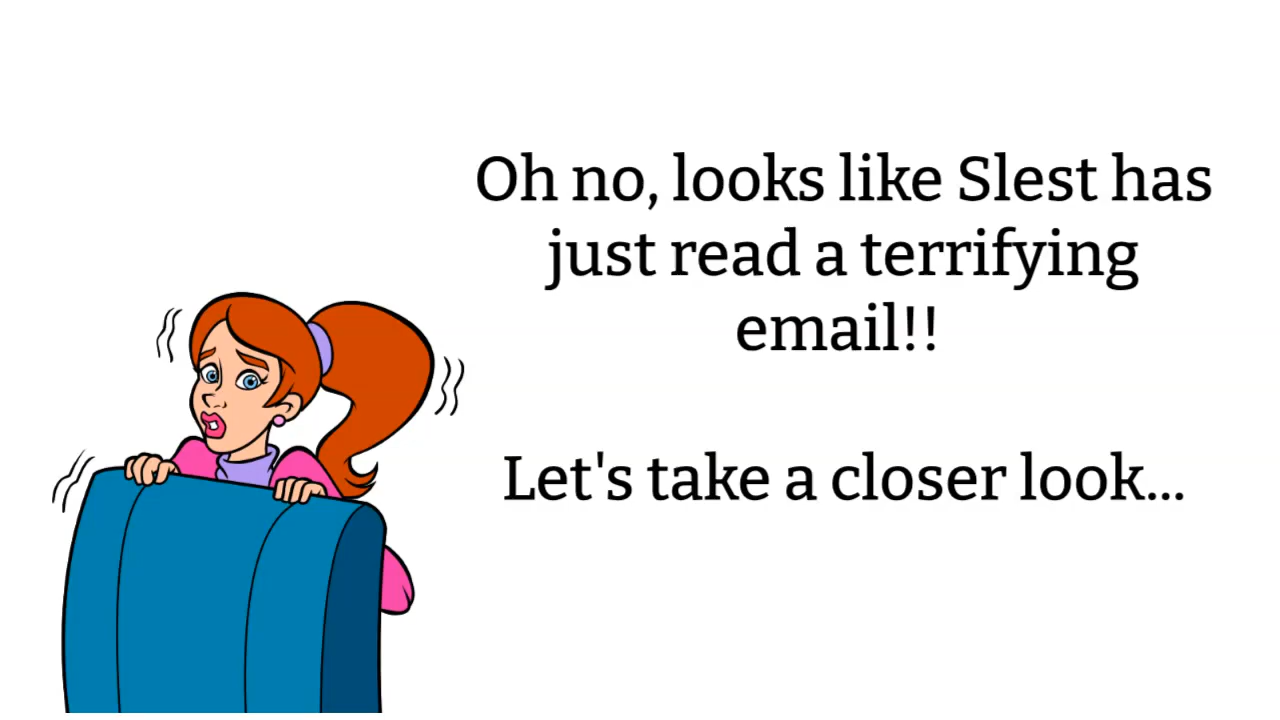 Oh no, looks like Slest has
just read a terrifying
email!!
Let's take a closer look...